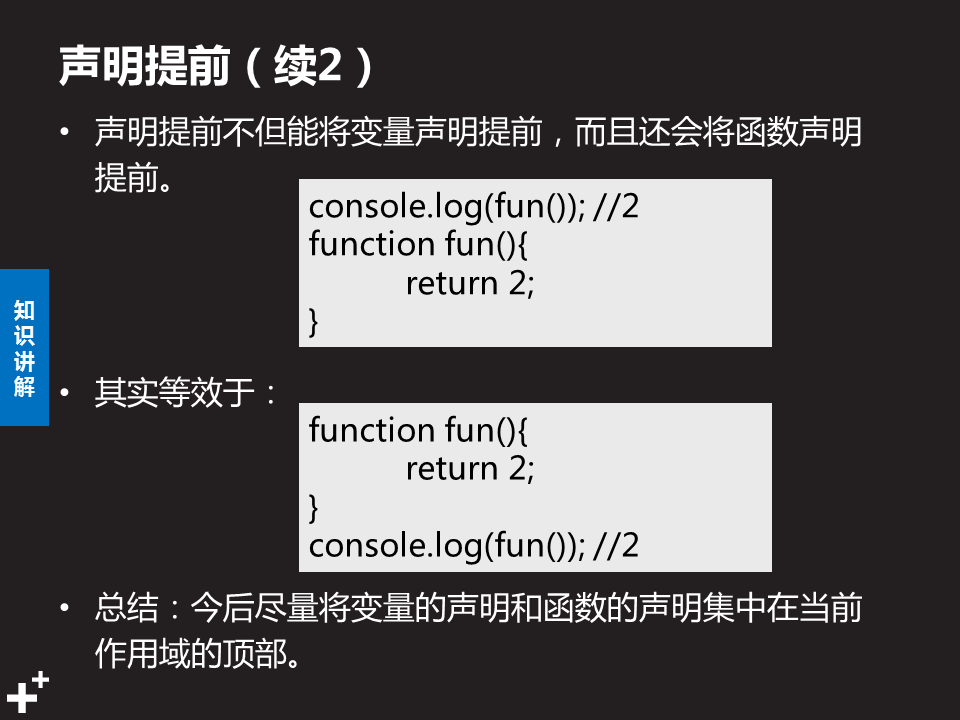 声明提前（续2）
• 声明提前不但能将变量声明提前，而且还会将函数声明
提前。
console.log(fun()); //2
function fun(){
return 2;
}
知
识
讲
解
• 其实等效于：
function fun(){
return 2;
}
console.log(fun()); //2
• 总结：今后尽量将变量的声明和函数的声明集中在当前
作用域的顶部。